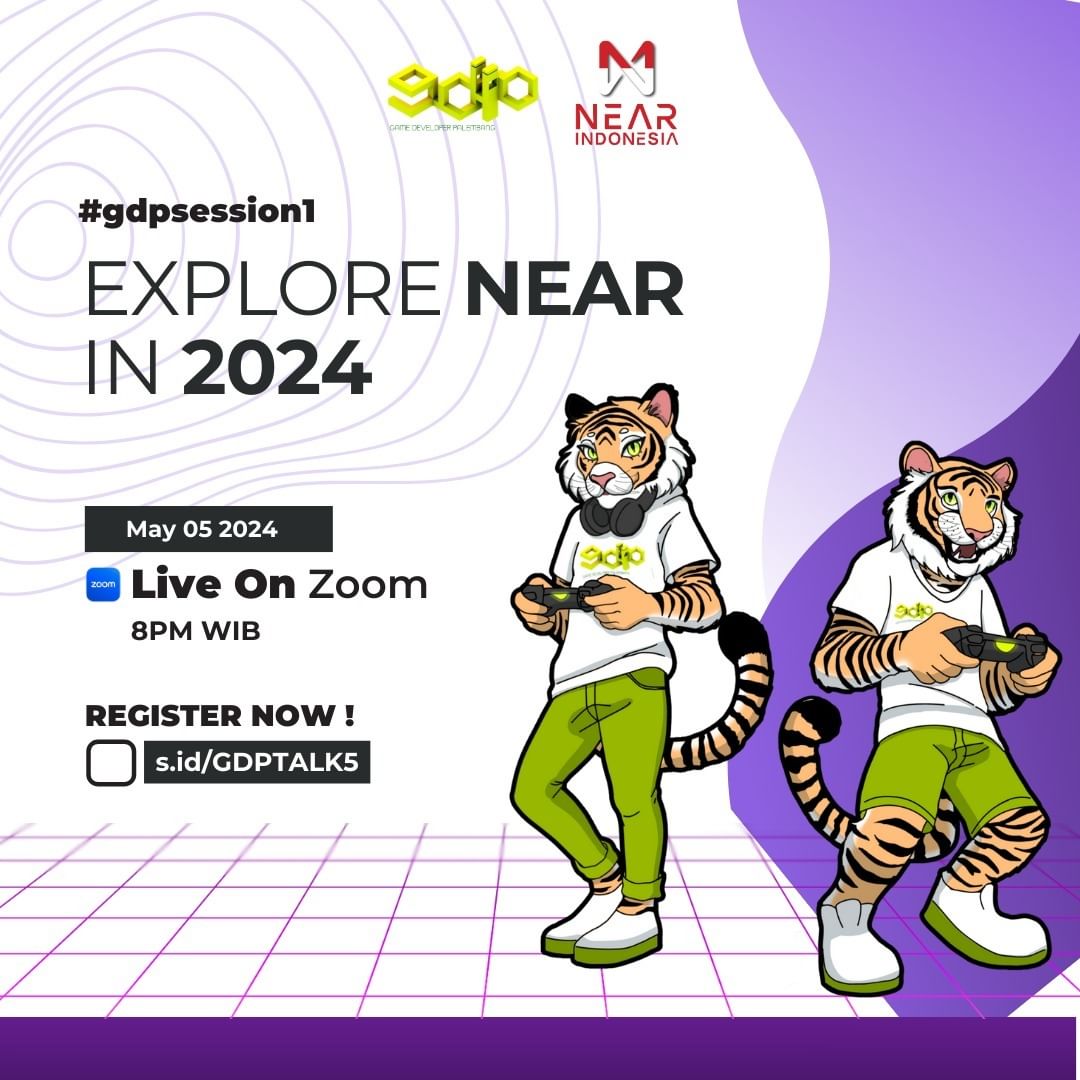 gdp
GAME DEVELOPER PALEMBANG
NEAR
INDONESIA
#gdpsession1
EXPLORE NEAR
IN 2024
May 05 2024
zoom
Live On Zoom
8PM WIB
REGISTER NOW !
s.id/GDPTALK5
gdp
gdp